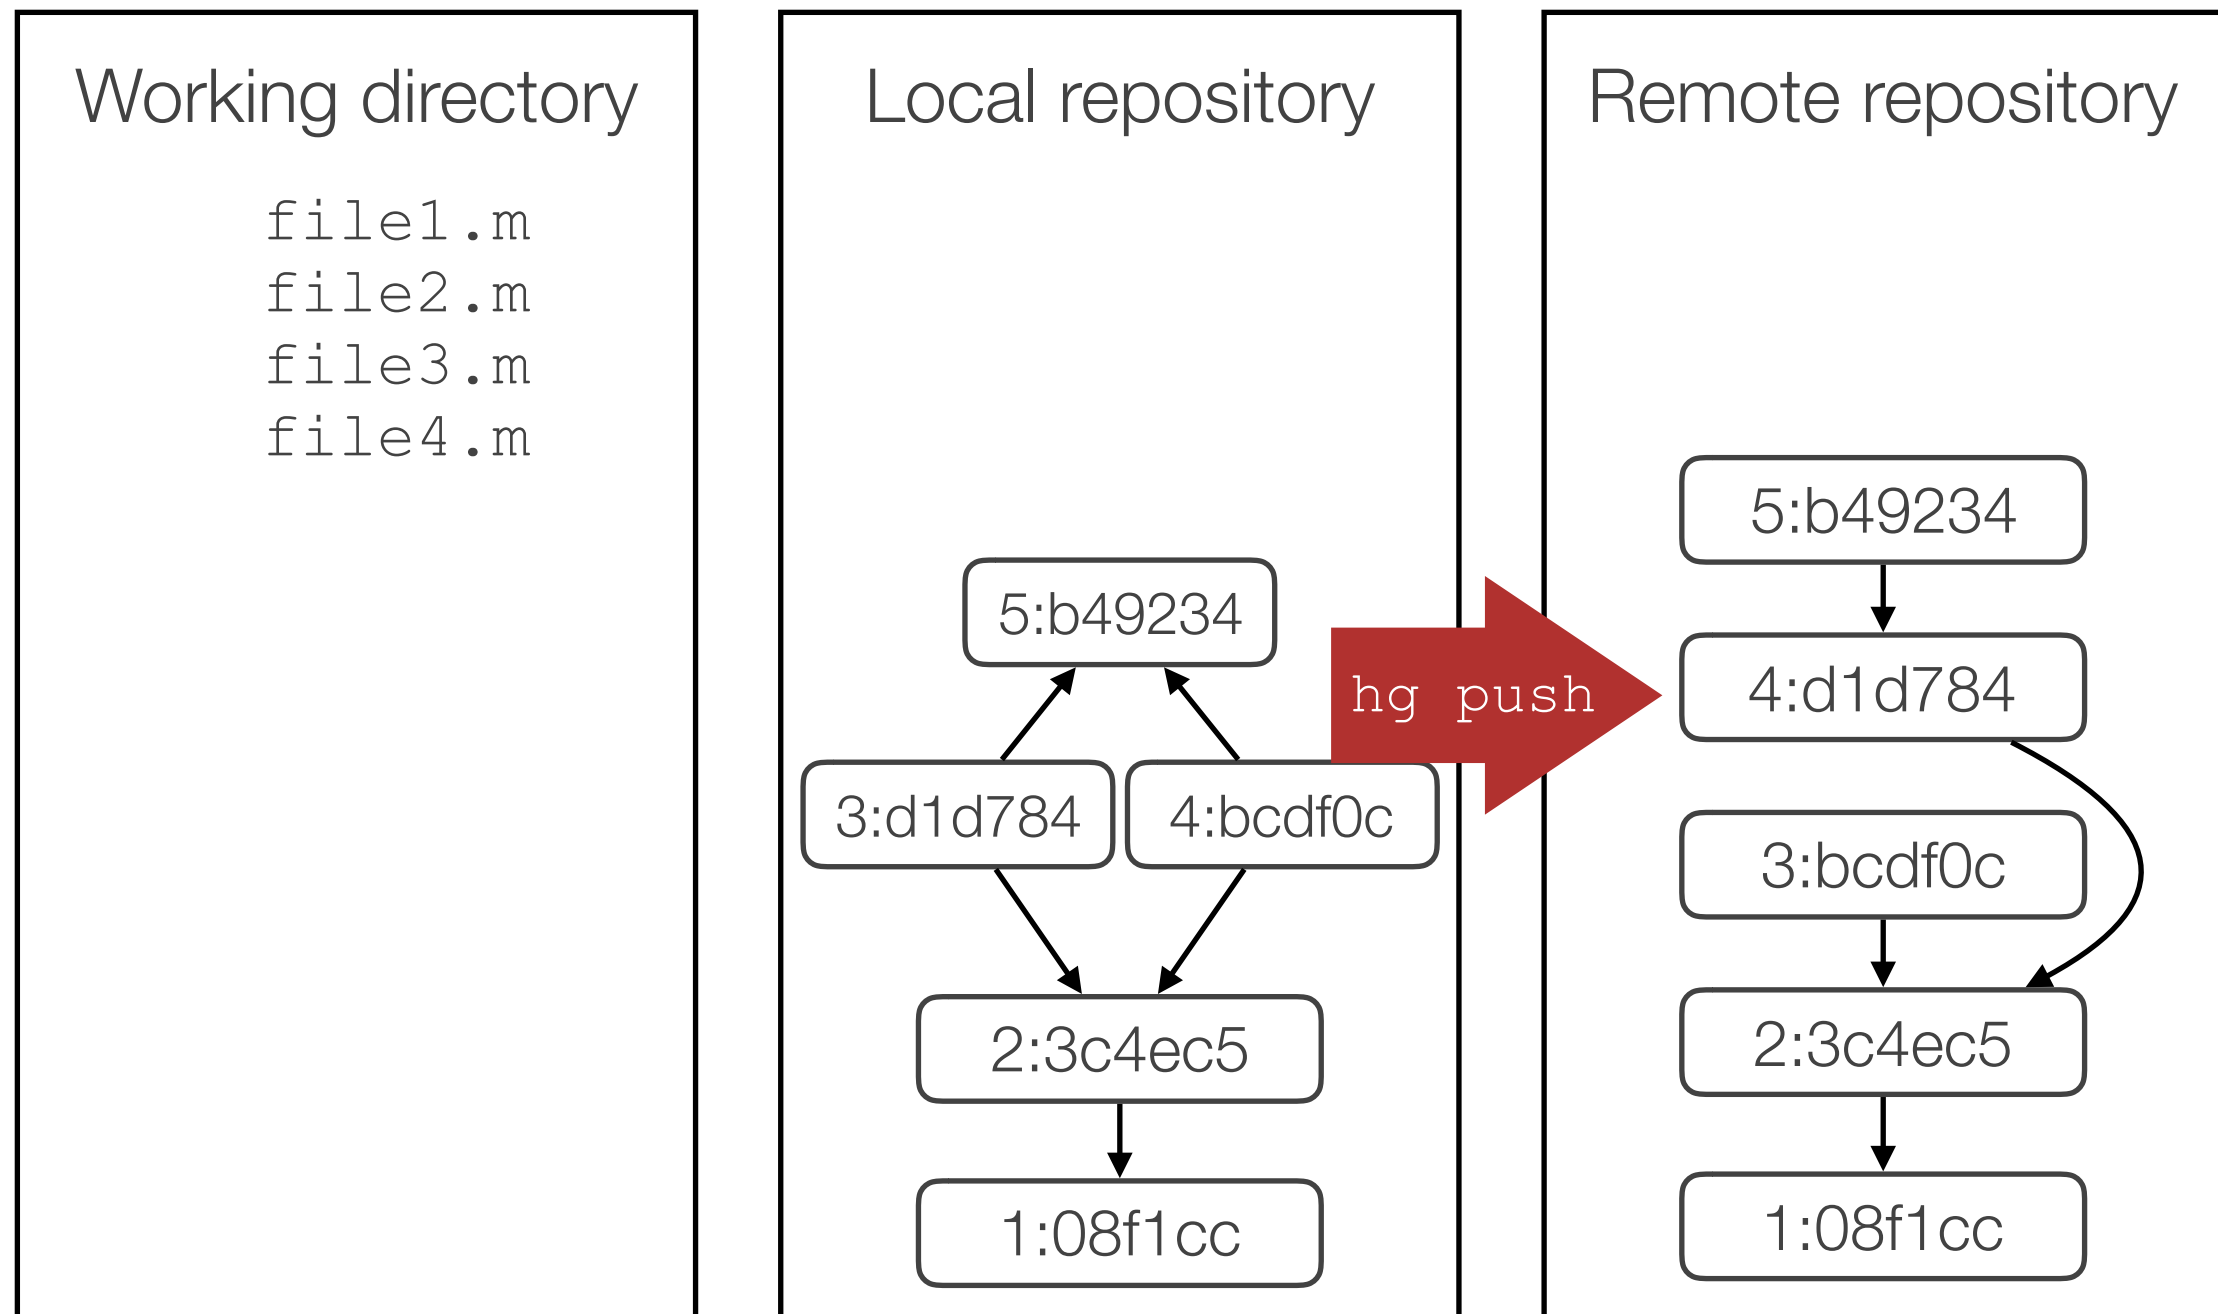 Working directory
file1.m
file2.m
file3.m
file4.m
Local repository
5:b49234
3:d1d784
4:bcdf0c
2:3c4ec5
1:08f1cc
hg push
Remote repository
5:b49234
4:d1d784
3:bcdf0c
2:3c4ec5
1:08f1cc